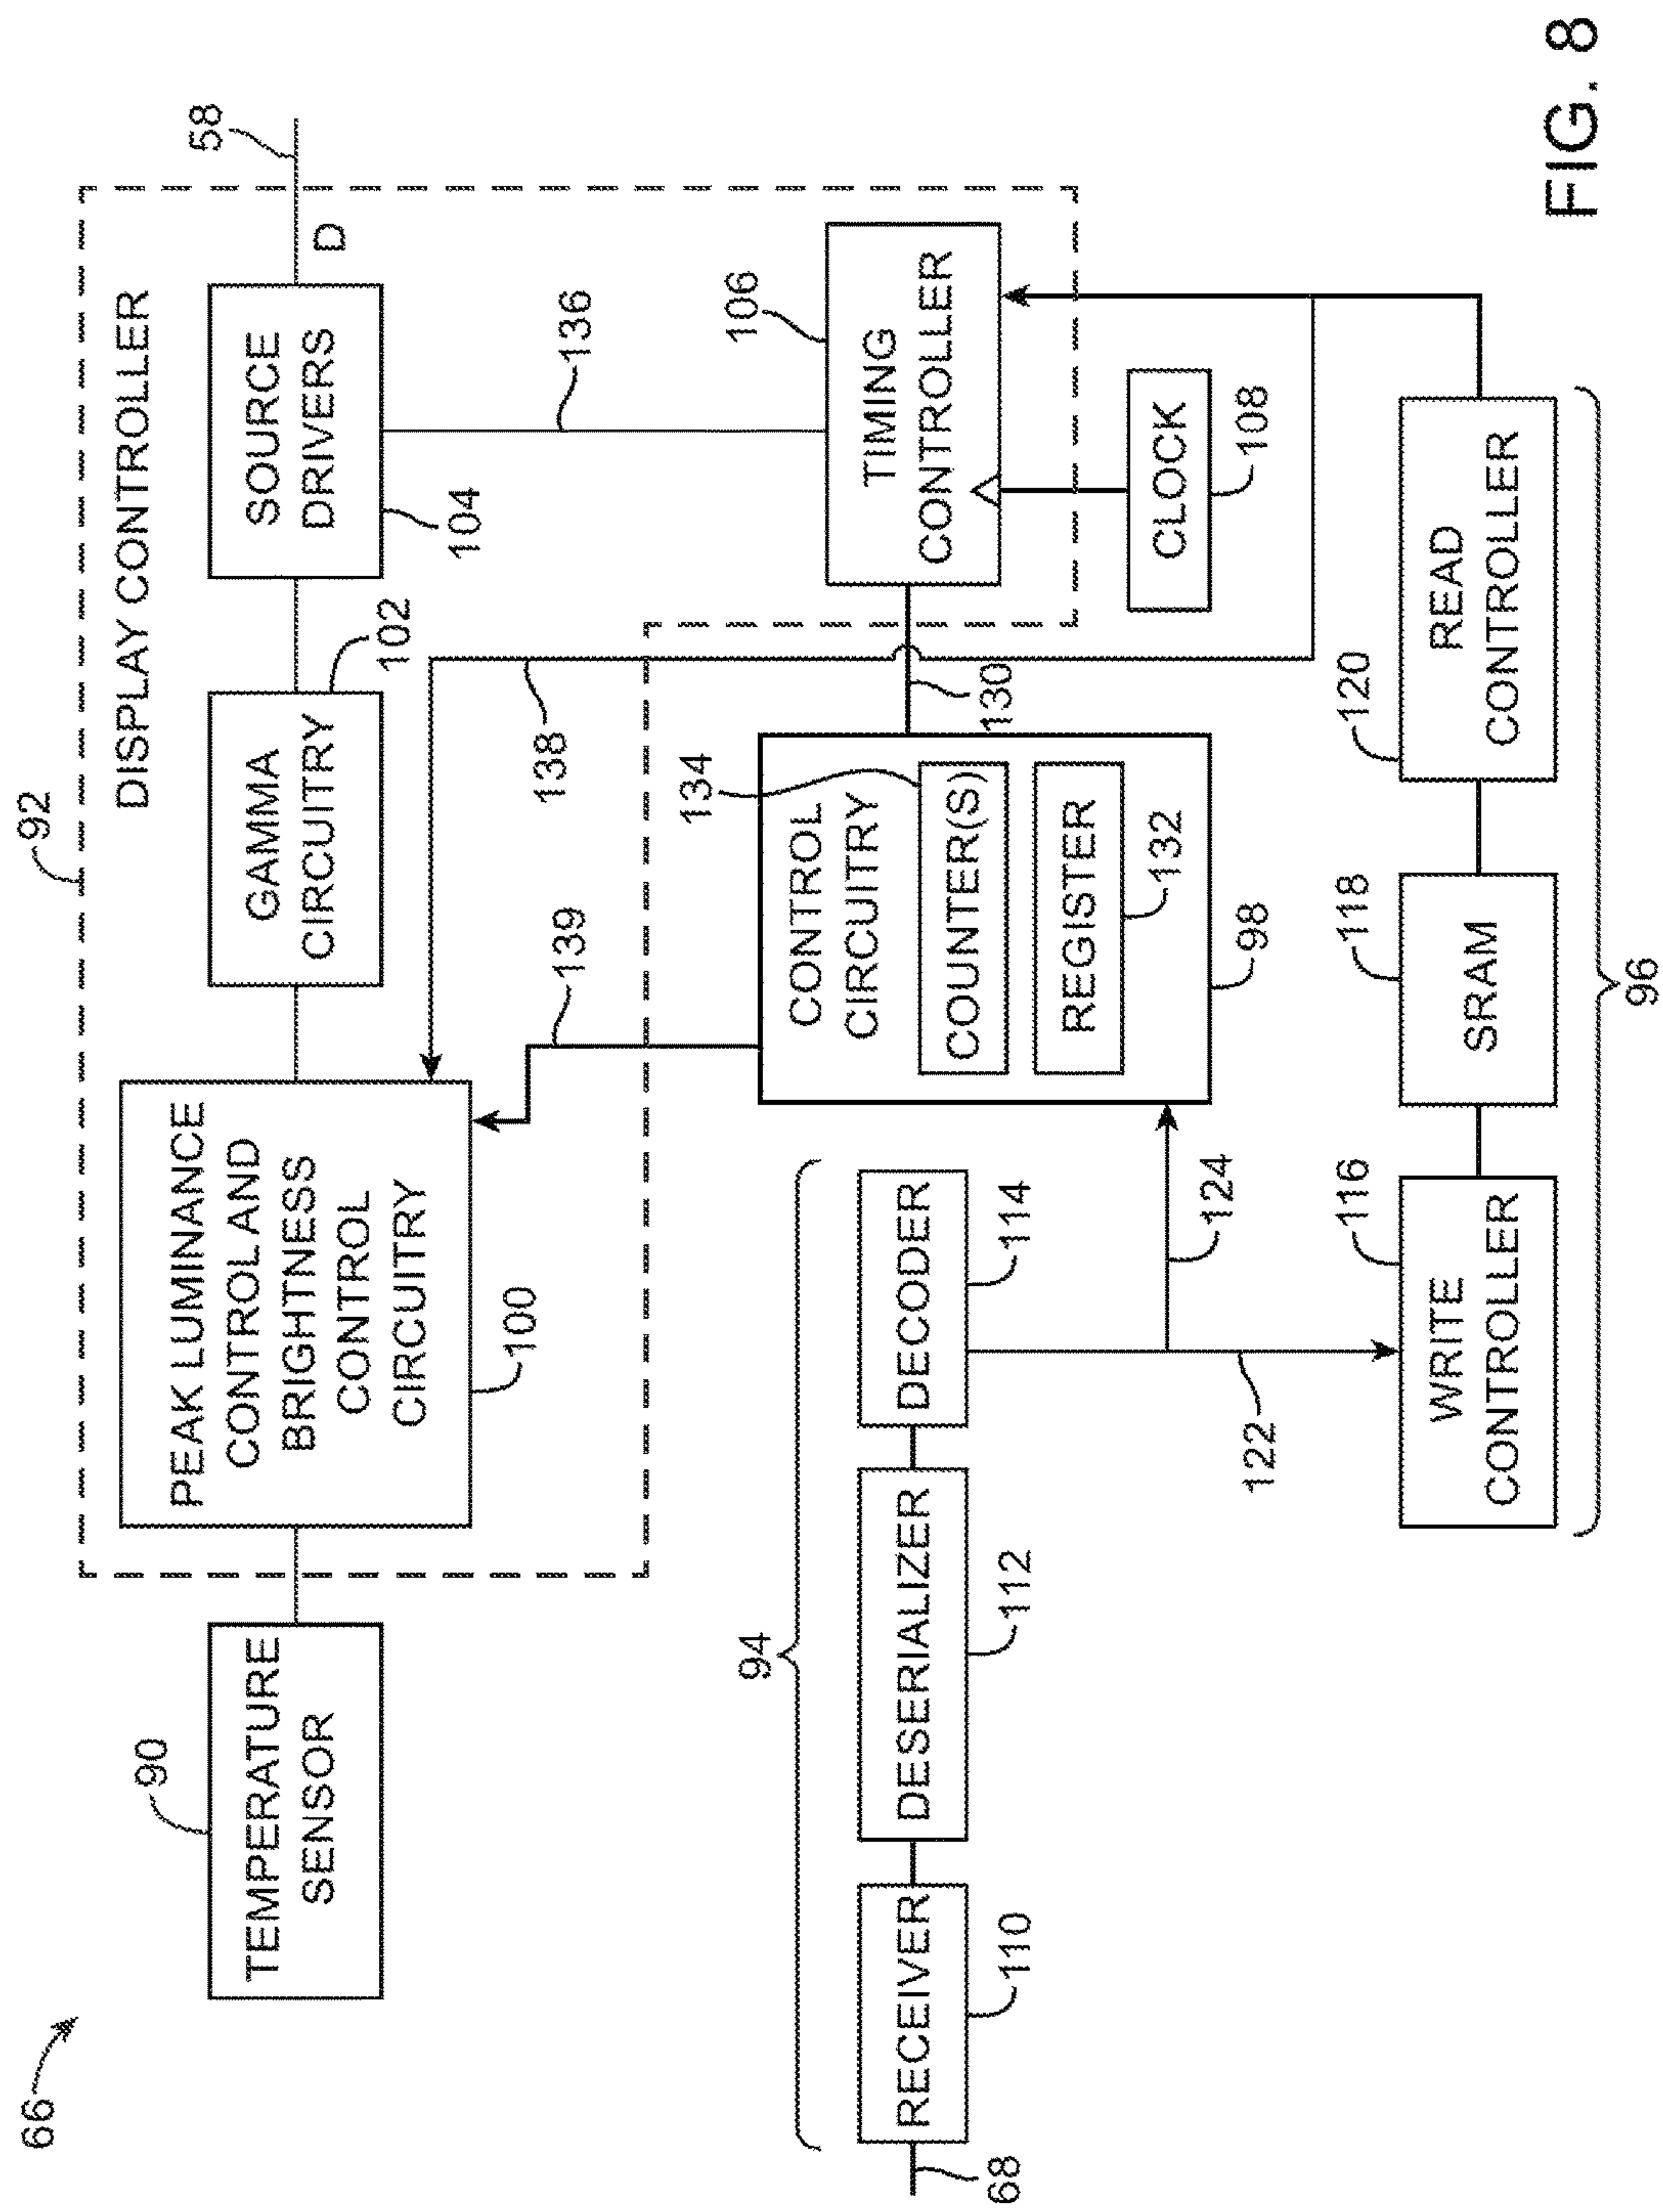 66
92
DISPLAY CONTROLLER
90
TEMPERATURE
SENSOR
PEAK LUMINANCE
CONTROL AND
BRIGHTNESS
CONTROL
CIRCUITRY
100
GAMMA
CIRCUITRY
102
SOURCE
DRIVERS
104
D
58
139
138
136
94
68
RECEIVER
110
DESERIALIZER
112
DECODER
114
122
124
134
CONTROL
CIRCUITRY
COUNTER(S)
REGISTER
132
98
130
106
TIMING
CONTROLLER
CLOCK
108
116
WRITE
CONTROLLER
118
SRAM
120
READ
CONTROLLER
96
FIG. 8